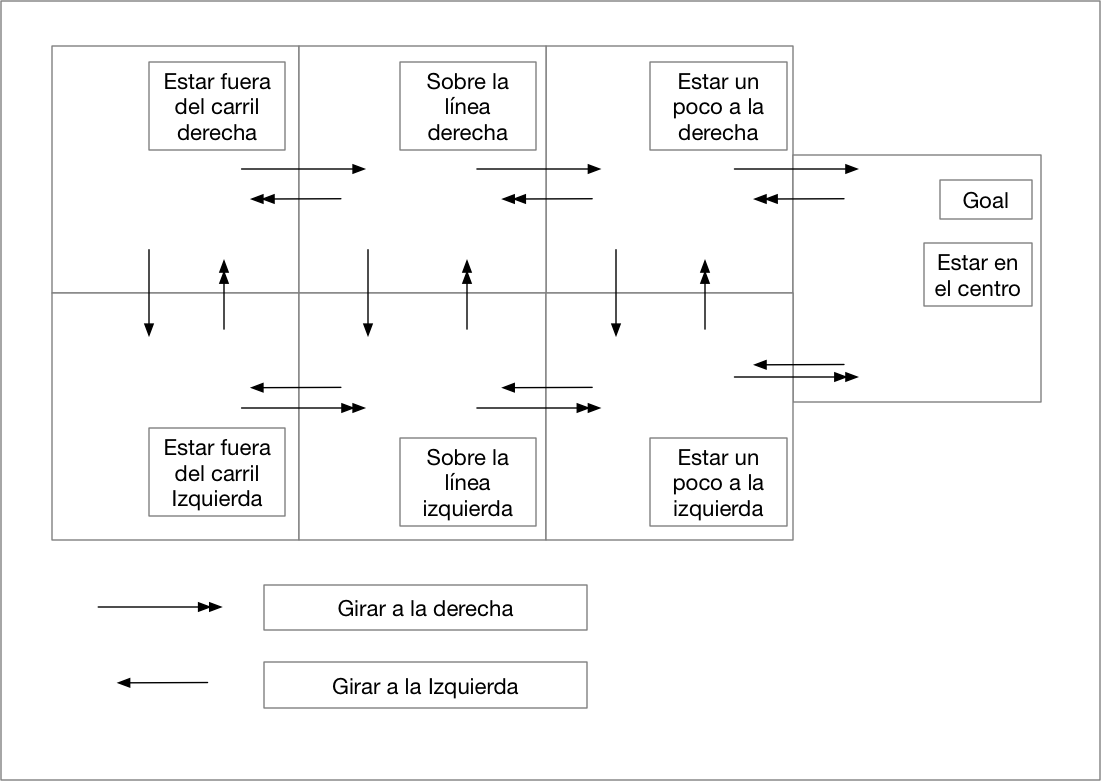 Estar fuera
del carril
derecha
Sobre la
línea
derecha
Estar un
poco a la
derecha
Goal
Estar en
el centro
Estar fuera
del carril
Izquierda
Sobre la
línea
izquierda
Estar un
poco a la
izquierda
Girar a la derecha
Girar a la Izquierda